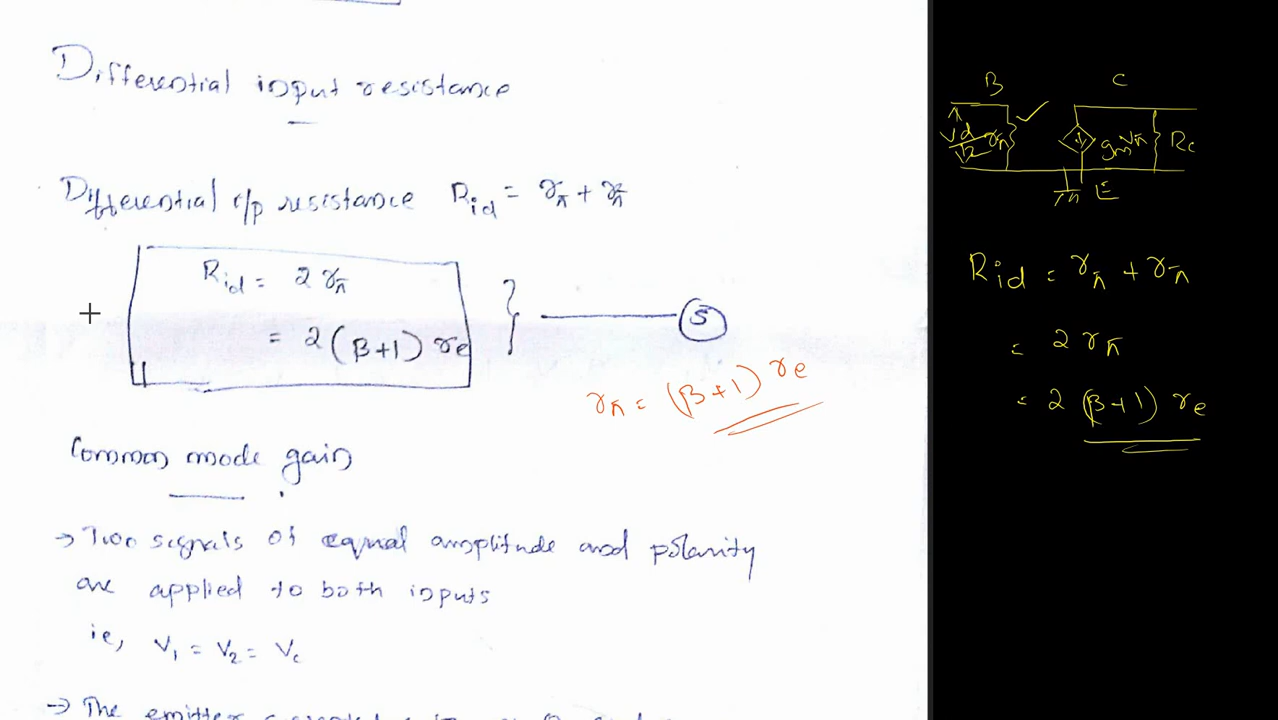 Differential input resistance
Differential i/p resistance Rid = rπ + rπ
Rid = 2 rπ
= 2(β+1) re
5
rπ = (β+1) re
Common mode gain
→ Two signals of equal amplitude and polarity
are applied to both inputs
ie, V1 = V2 = Vc
→ The emitter
B C
Vd/2 rπ gmVπ Rc
E
Rid = rπ + rπ
= 2 rπ
= 2 (β+1) re